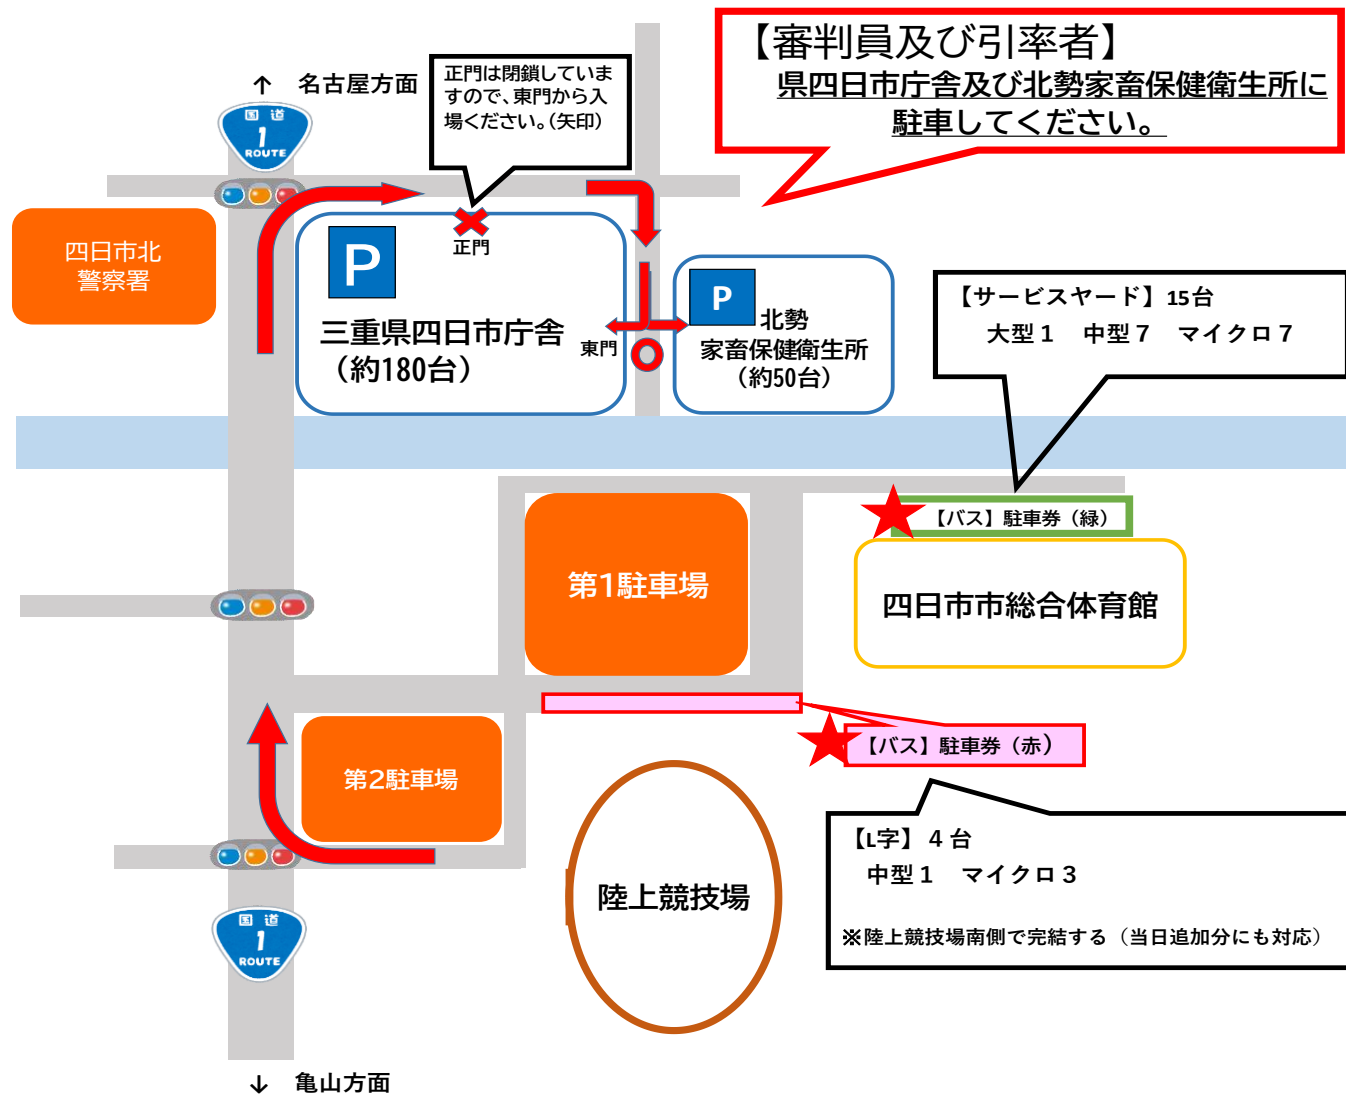 【審判員及び引率者】
県四日市庁舎及び北勢家畜保健衛生所に
駐車してください。
↑　名古屋方面
正門は閉鎖していま
すので、東門から入
場ください。(矢印)
国道
1
ROUTE
正門
四日市北
警察署
P
三重県四日市庁舎
（約180台）
東門
P
北勢
家畜保健衛生所
（約50台）
【サービスヤード】15台
大型１　中型７　マイクロ７
【バス】駐車券（緑）
第1駐車場
四日市市総合体育館
【バス】駐車券（赤）
第2駐車場
【L字】４台
中型１　マイクロ３
※陸上競技場南側で完結する（当日追加分にも対応）
陸上競技場
国道
1
ROUTE
↓　亀山方面